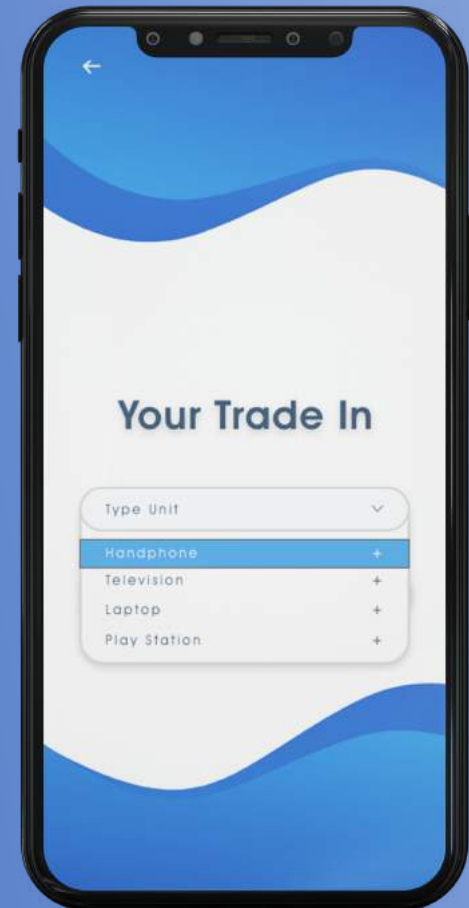 Your Trade In
Type Unit
Handphone +
Television +
Laptop +
Play Station +